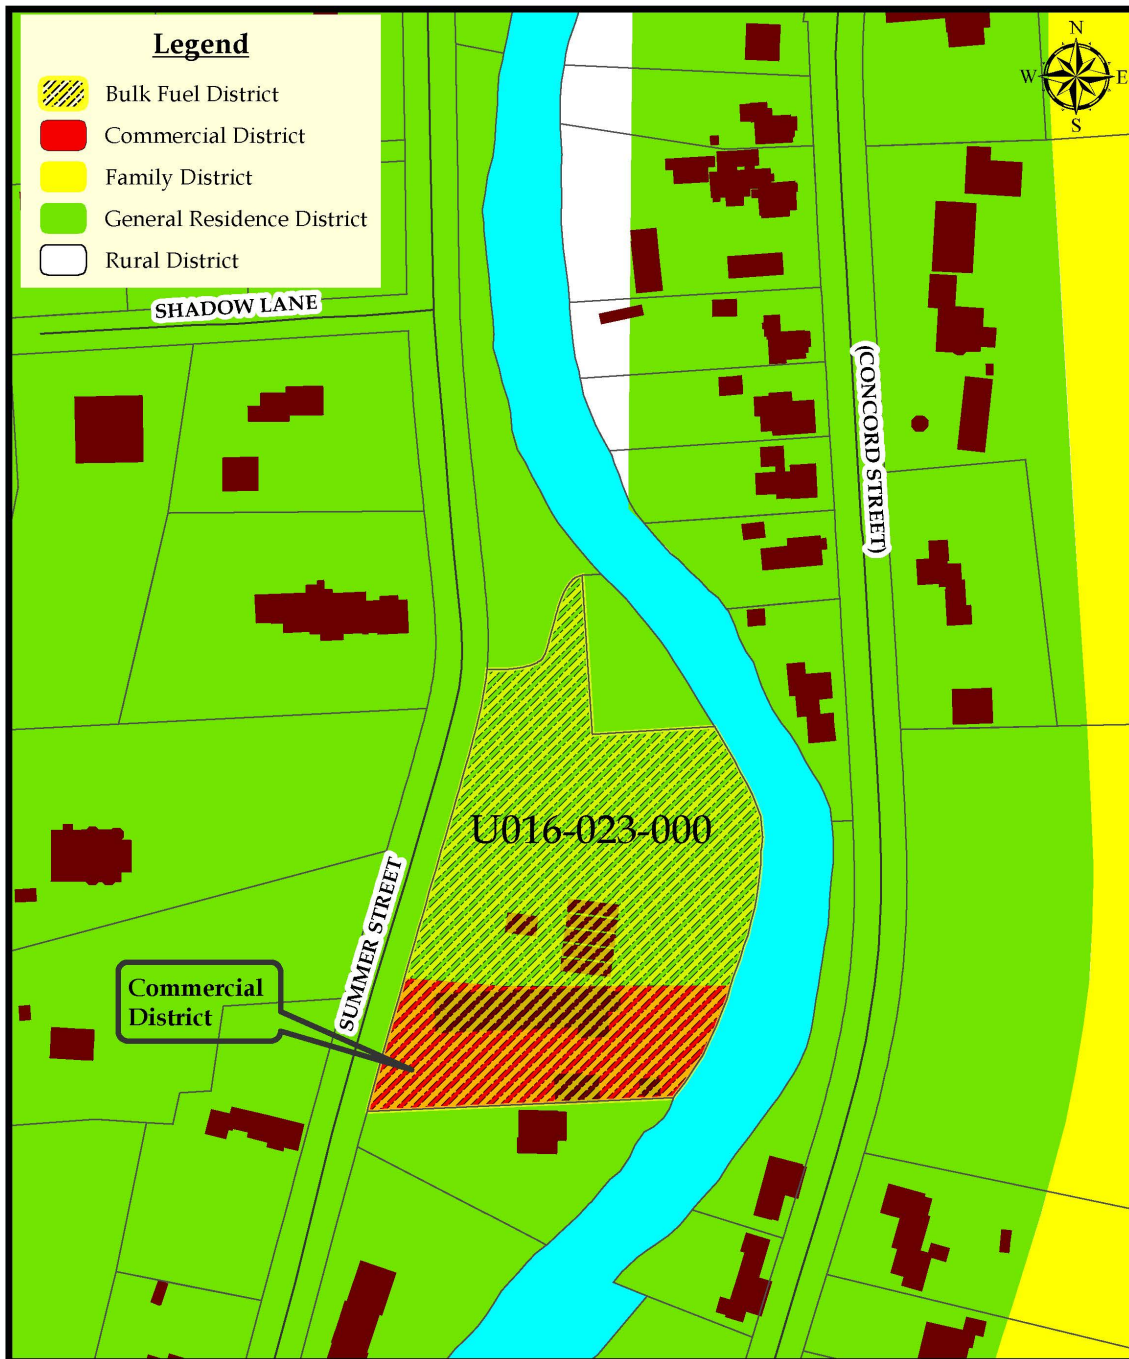 Legend
Bulk Fuel District
Commercial District
Family District
General Residence District
Rural District
N
W E
S
SHADOW LANE
(CONCORD STREET)
U016-023-000
SUMMER STREET
Commercial
District